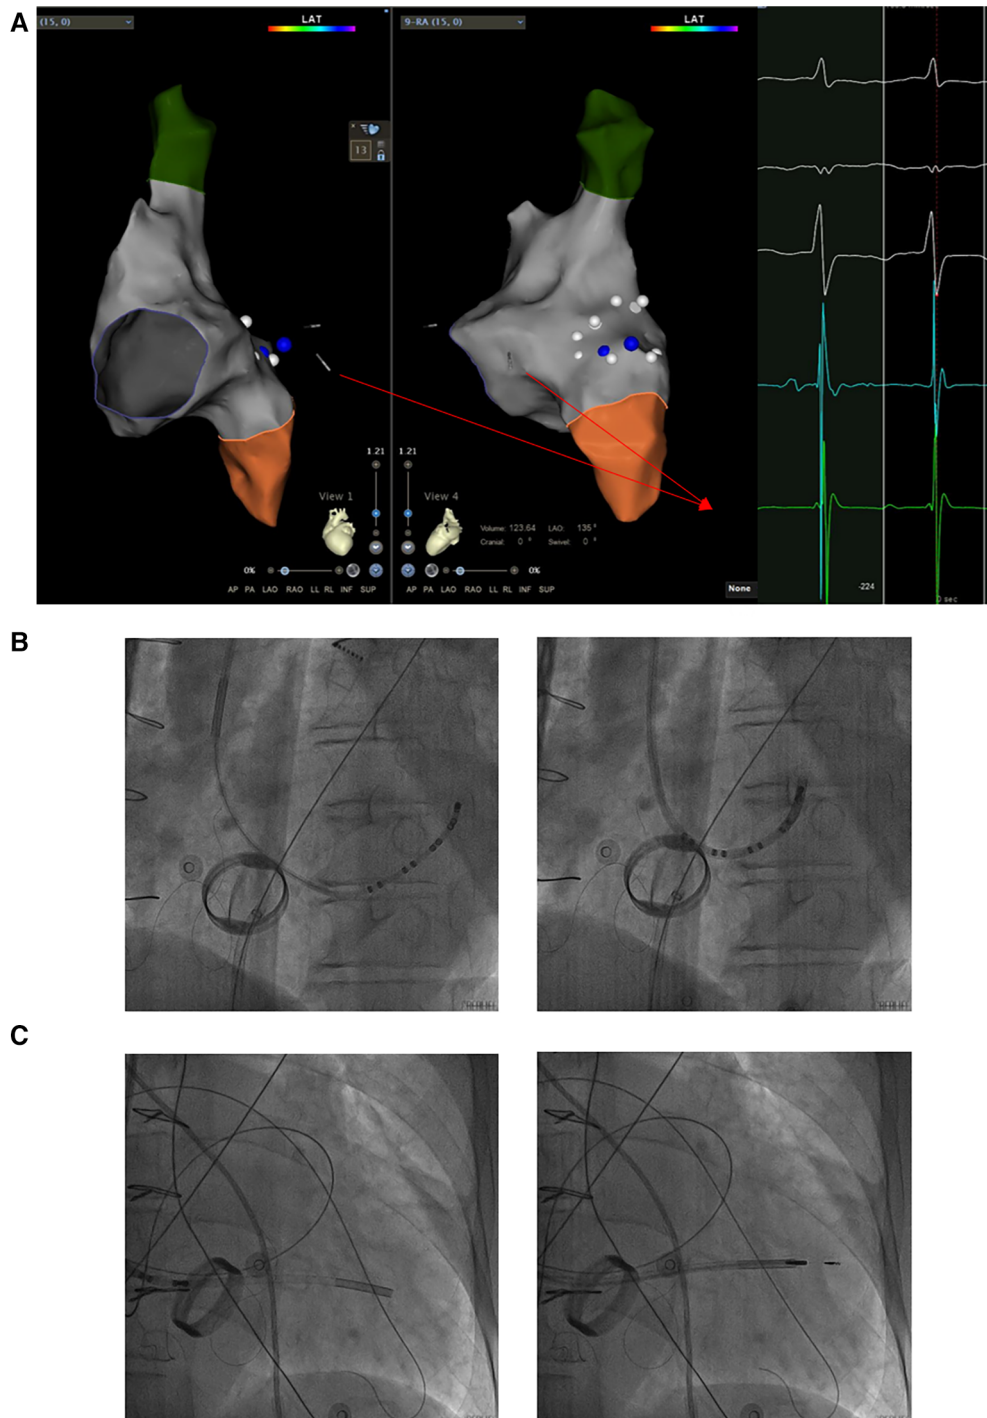 A
(15, 0)
LAT
9-RA (15, 0)
LAT
13
1.21
1.21
View 1
View 4
Volume: 123.64 LAO: 135 °
Cranial: 0 ° Swivel: 0 °
0%
0%
AP PA LAO RAO LL RL INF SUP
AP PA LAO RAO LL RL INF SUP
None
-224
0 sec
B
C